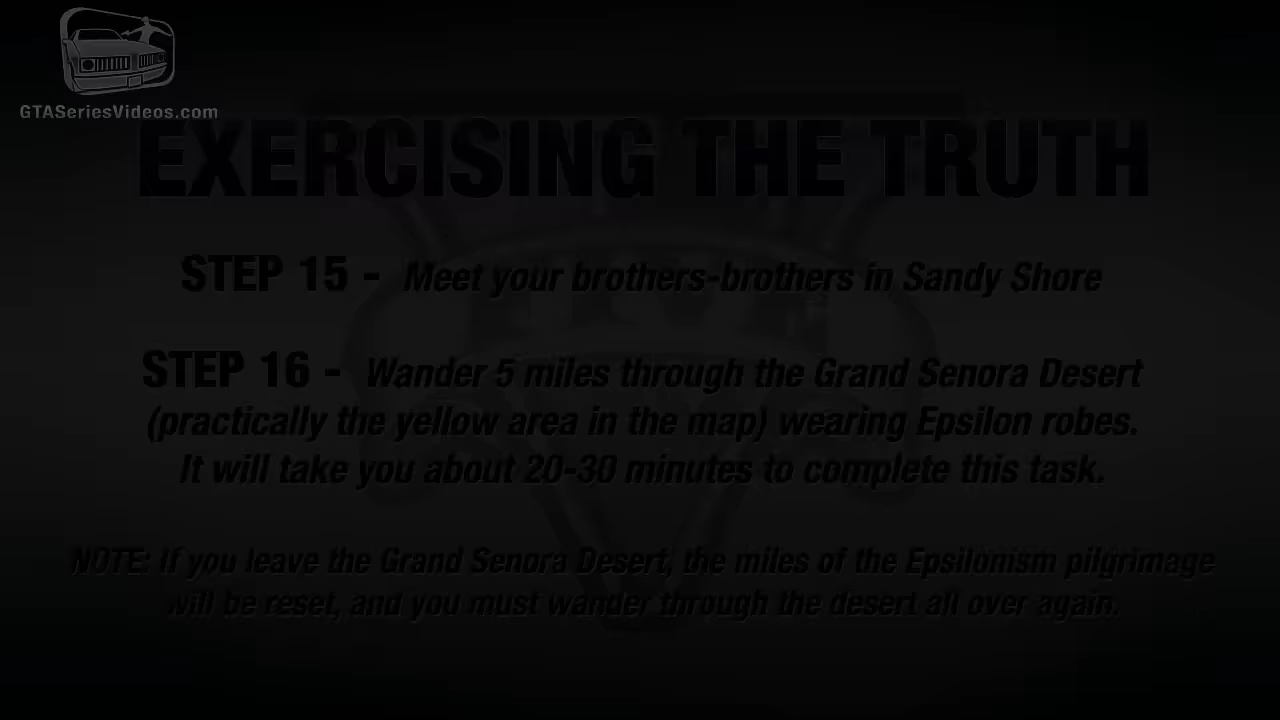 GTASeriesVideos.com
EXERCISING THE TRUTH
STEP 15 - Meet your brothers-brothers in Sandy Shore
STEP 16 - Wander 5 miles through the Grand Senora Desert
(practically the yellow area in the map) wearing Epsilon robes.
It will take you about 20-30 minutes to complete this task.
NOTE: If you leave the Grand Senora Desert, the miles of the Epsilonism pilgrimage
will be reset, and you must wander through the desert all over again.